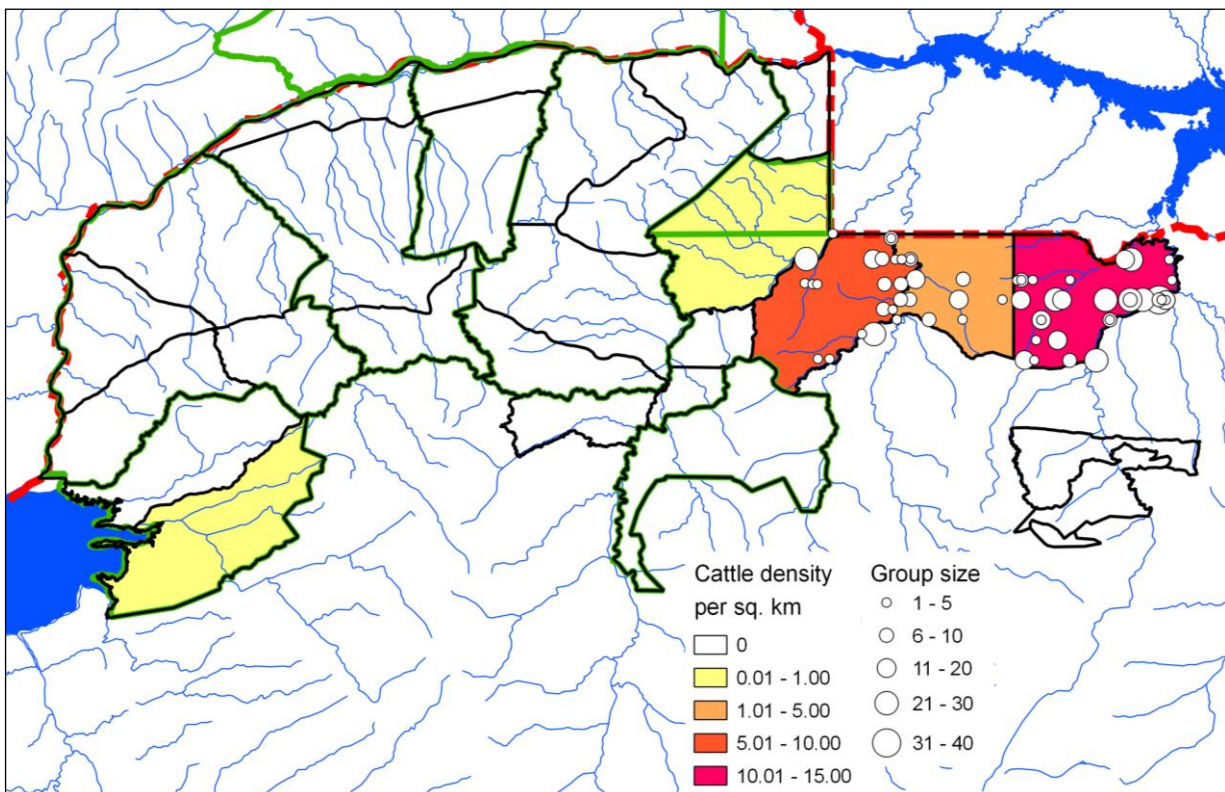 Cattle density
per sq. km
0
0.01 - 1.00
1.01 - 5.00
5.01 - 10.00
10.01 - 15.00
Group size
1 - 5
6 - 10
11 - 20
21 - 30
31 - 40